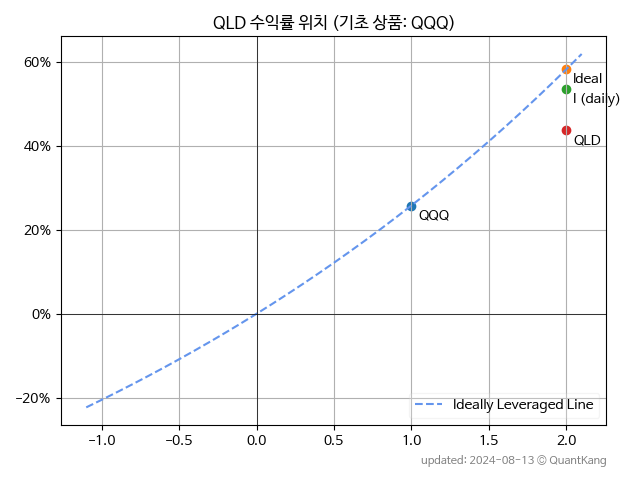 QLD 수익률 위치 (기초 상품: QQQ)
60%
40%
20%
0%
−20%
Ideal
I (daily)
QLD
QQQ
Ideally Leveraged Line
−1.0 −0.5 0.0 0.5 1.0 1.5 2.0
updated: 2024-08-13 © QuantKang